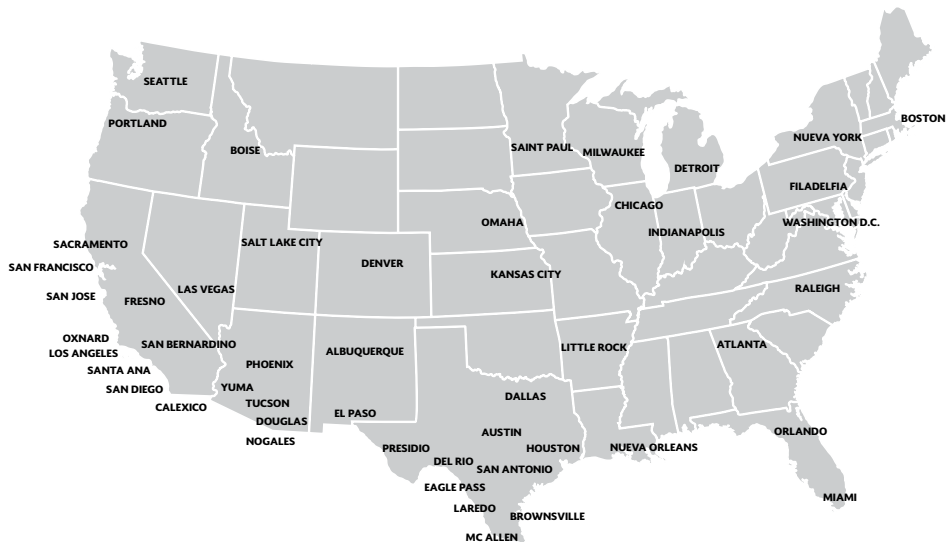 SEATTLE
BOSTON
PORTLAND
NUEVA YORK
BOISE
SAINT PAUL
MILWAUKEE
DETROIT
FILADELFIA
CHICAGO
OMAHA
WASHINGTON D.C.
INDIANAPOLIS
SACRAMENTO
SALT LAKE CITY
DENVER
SAN FRANCISCO
KANSAS CITY
LAS VEGAS
RALEIGH
SAN JOSE
FRESNO
OXNARD
SAN BERNARDINO
ATLANTA
LITTLE ROCK
LOS ANGELES
ALBUQUERQUE
PHOENIX
SANTA ANA
YUMA
SAN DIEGO
DALLAS
TUCSON
CALEXICO
EL PASO
DOUGLAS
AUSTIN
ORLANDO
NOGALES
PRESIDIO
HOUSTON
NUEVA ORLEANS
DEL RIO
SAN ANTONIO
EAGLE PASS
MIAMI
LAREDO
BROWNSVILLE
MC ALLEN